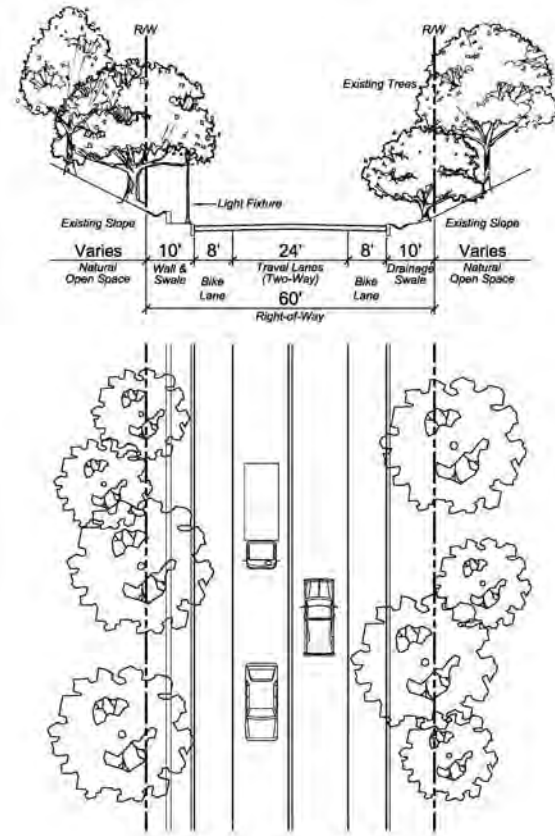 R/W
R/W
Existing Trees
Light Fixture
Existing Slope
Existing Slope
Varies
10'
8'
24'
8'
10'
Varies
Natural
Open Space
Wall &
Swale
Bike
Lane
Travel Lanes
(Two-Way)
Bike
Lane
Drainage
Swale
Natural
Open Space
60'
Right-of-Way